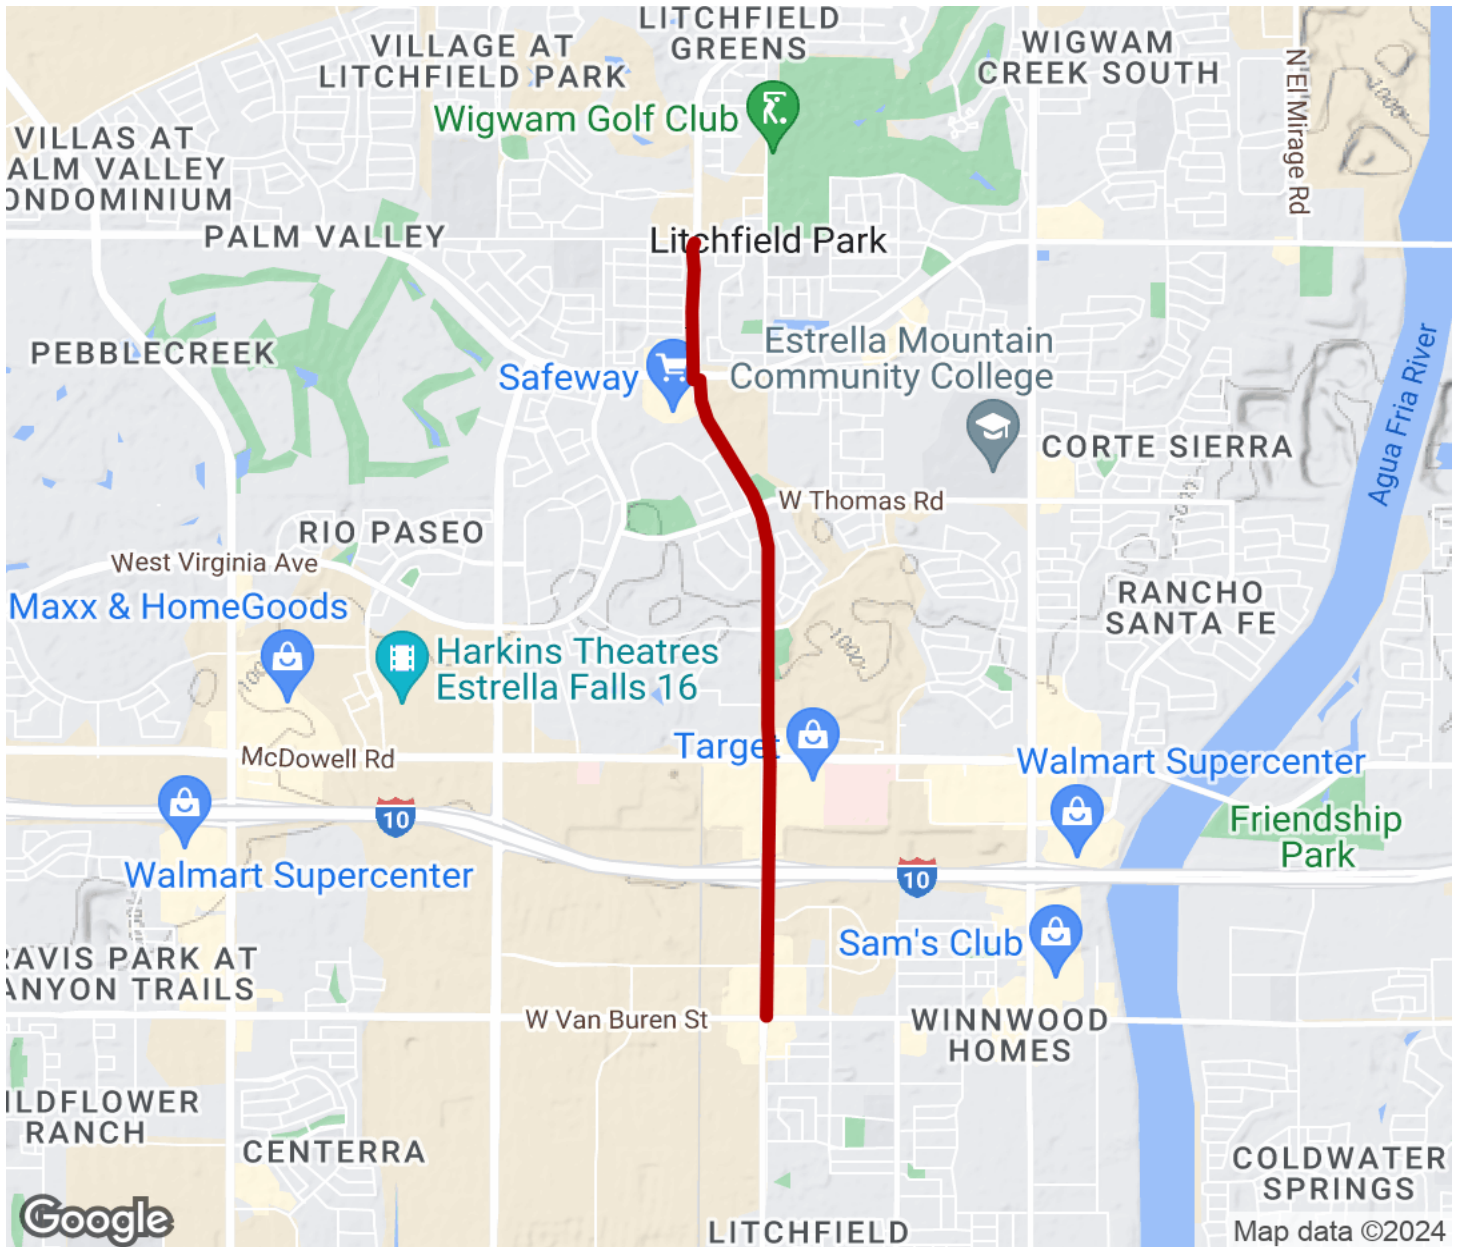 LITCHFIELD
GREENS
VILLAGE AT
LITCHFIELD PARK
WIGWAM
CREEK SOUTH
N El Mirage Rd
1000'
Wigwam Golf Club
VILLAS AT
ALM VALLEY
ONDOMINIUM
PALM VALLEY
Litchfield Park
PEBBLECREEK
Safeway
Estrella Mountain
Community College
Agua Fria River
CORTE SIERRA
W Thomas Rd
1030
RIO PASEO
West Virginia Ave
Maxx & HomeGoods
RANCHO
SANTA FE
Harkins Theatres
Estrella Falls 16
1000'
Target
McDowell Rd
Walmart Supercenter
10
Friendship
Park
Walmart Supercenter
10
Sam's Club
RAVIS PARK AT
ANYON TRAILS
W Van Buren St
WINNWOOD
HOMES
ILDFLOWER
RANCH
CENTERRA
COLDWATER
SPRINGS
Google
LITCHFIELD
Map data ©2024